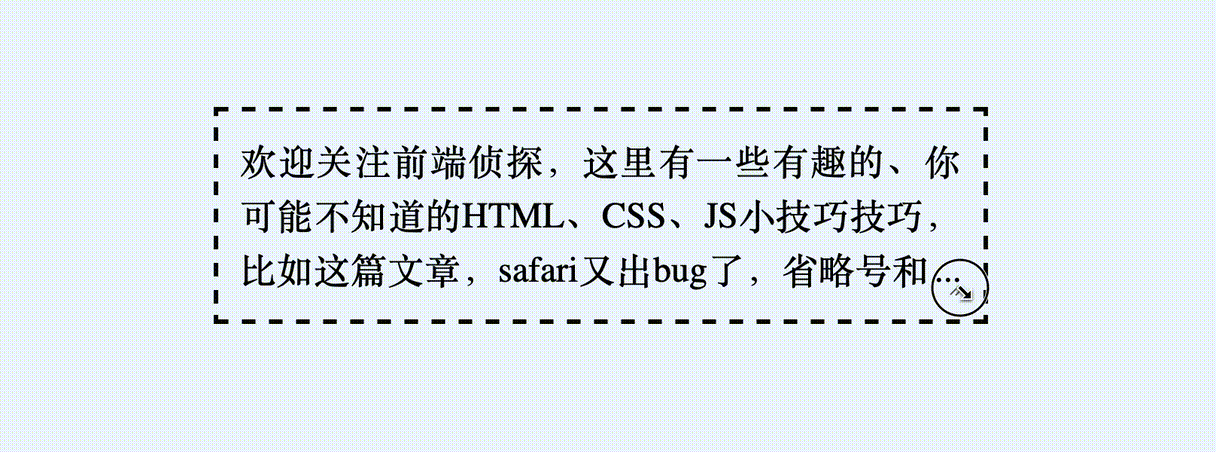 欢迎关注前端侦探，这里有一些有趣的、你
可能不知道的HTML、CSS、JS小技巧技巧，
比如这篇文章，safari又出bug了，省略号和...